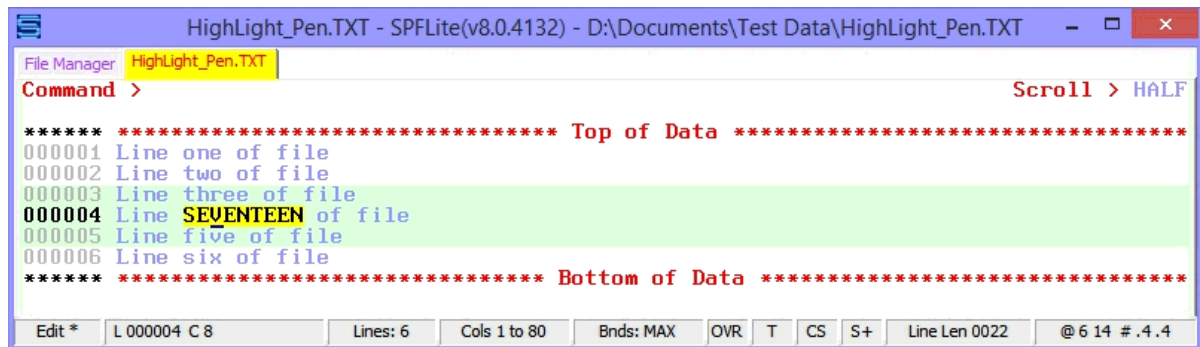 HighLight_Pen.TXT - SPFLite(v8.0.4132) - D:\Documents\Test Data\HighLight_Pen.TXT
File Manager HighLight_Pen.TXT
Command > Scroll > HALF
****** ********************************* Top of Data **********************************
000001 Line one of file
000002 Line two of file
000003 Line three of file
000004 Line SEVENTEEN of file
000005 Line five of file
000006 Line six of file
****** ******************************** Bottom of Data ********************************
Edit * L 000004 C 8 Lines: 6 Cols 1 to 80 Bnds: MAX OVR T CS S+ Line Len 0022 @ 6 14 # .4 .4